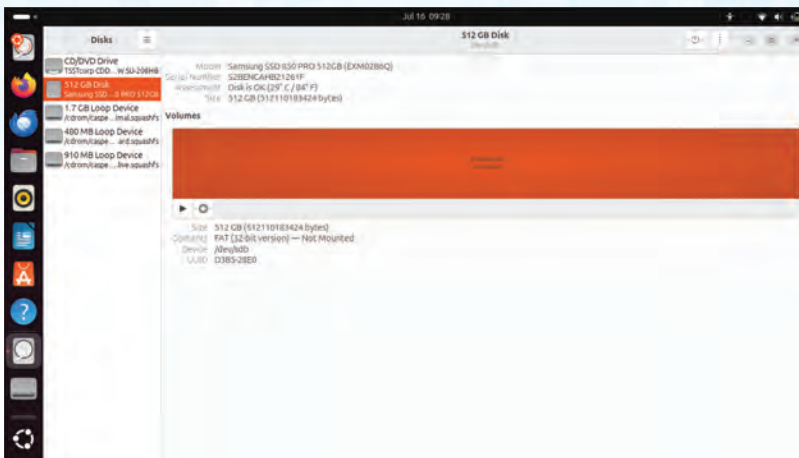 Jul 16 09:28
Disks
512 GB Disk
CD/DVD Drive
TSSTcorp CDD... W SU-208HB
512 GB Disk
Samsung SSD ...0 PRO 512GB
1.7 GB Loop Device
/cdrom/caspe... imal.squashfs
480 MB Loop Device
/cdrom/caspe... ard.squashfs
910 MB Loop Device
/cdrom/caspe... live.squashfs
Model Samsung SSD 850 PRO 512GB (EXM02B6Q)
Serial Number S2BENCAHB21261F
Assessment Disk is OK (29° C / 84° F)
Size 512 GB (512110183424 bytes)
Volumes
Size 512 GB (512110183424 bytes)
Contents FAT (32-bit version) — Not Mounted
Device /dev/sdb
UUID D3B5-28E0